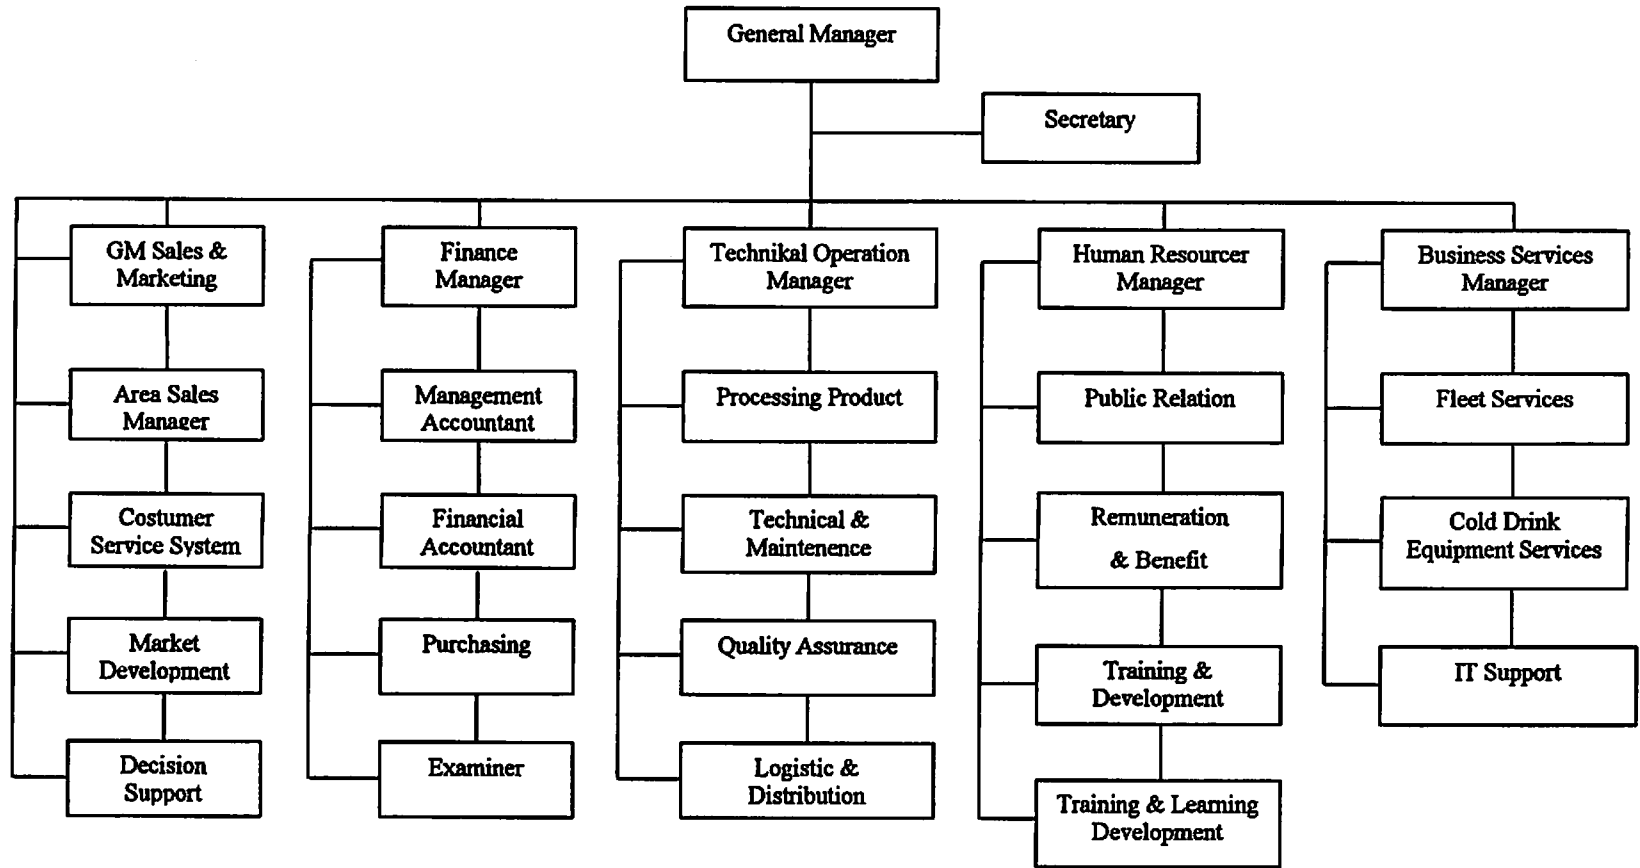 General Manager
Secretary
GM Sales &
Marketing
Area Sales
Manager
Costumer
Service System
Market
Development
Decision
Support
Finance
Manager
Management
Accountant
Financial
Accountant
Purchasing
Examiner
Technikal Operation
Manager
Processing Product
Technical &
Maintenence
Quality Assurance
Logistic &
Distribution
Human Resourcer
Manager
Public Relation
Remuneration
& Benefit
Training &
Development
Training & Learning
Development
Business Services
Manager
Fleet Services
Cold Drink
Equipment Services
IT Support